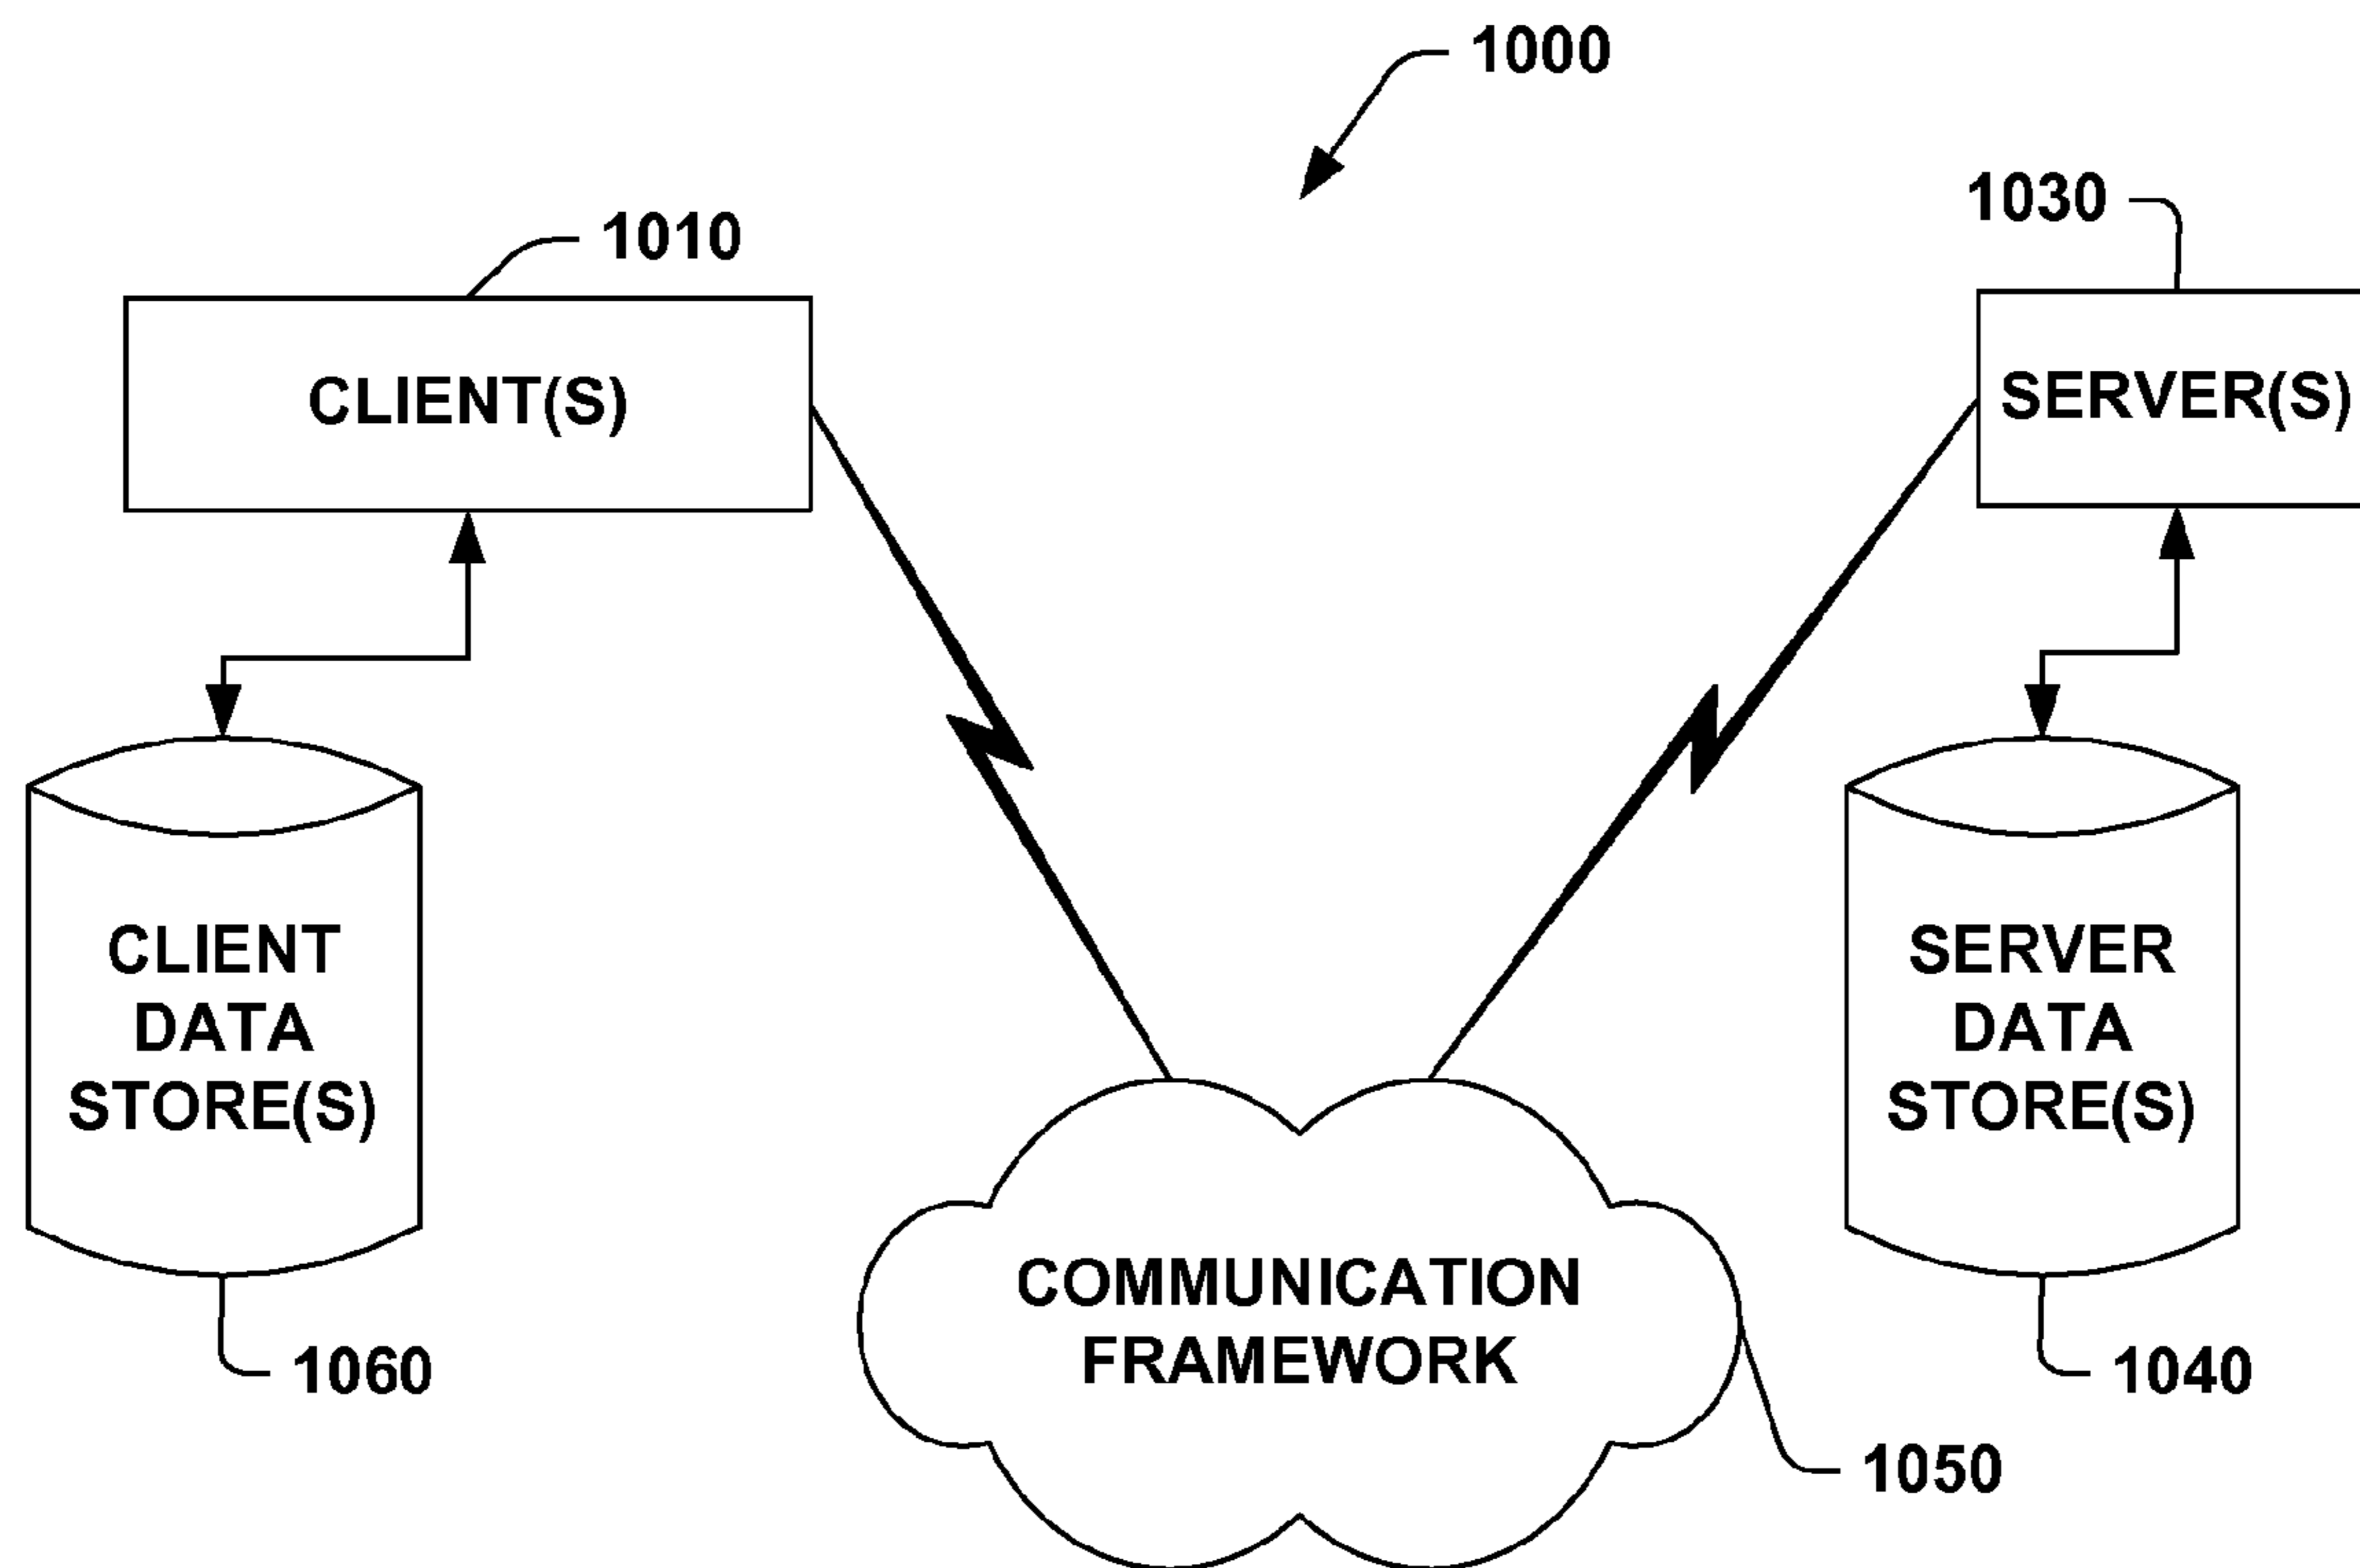 1000
1010
1030
CLIENT(S)
SERVER(S)
CLIENT
DATA
STORE(S)
SERVER
DATA
STORE(S)
COMMUNICATION
FRAMEWORK
1060
1040
1050